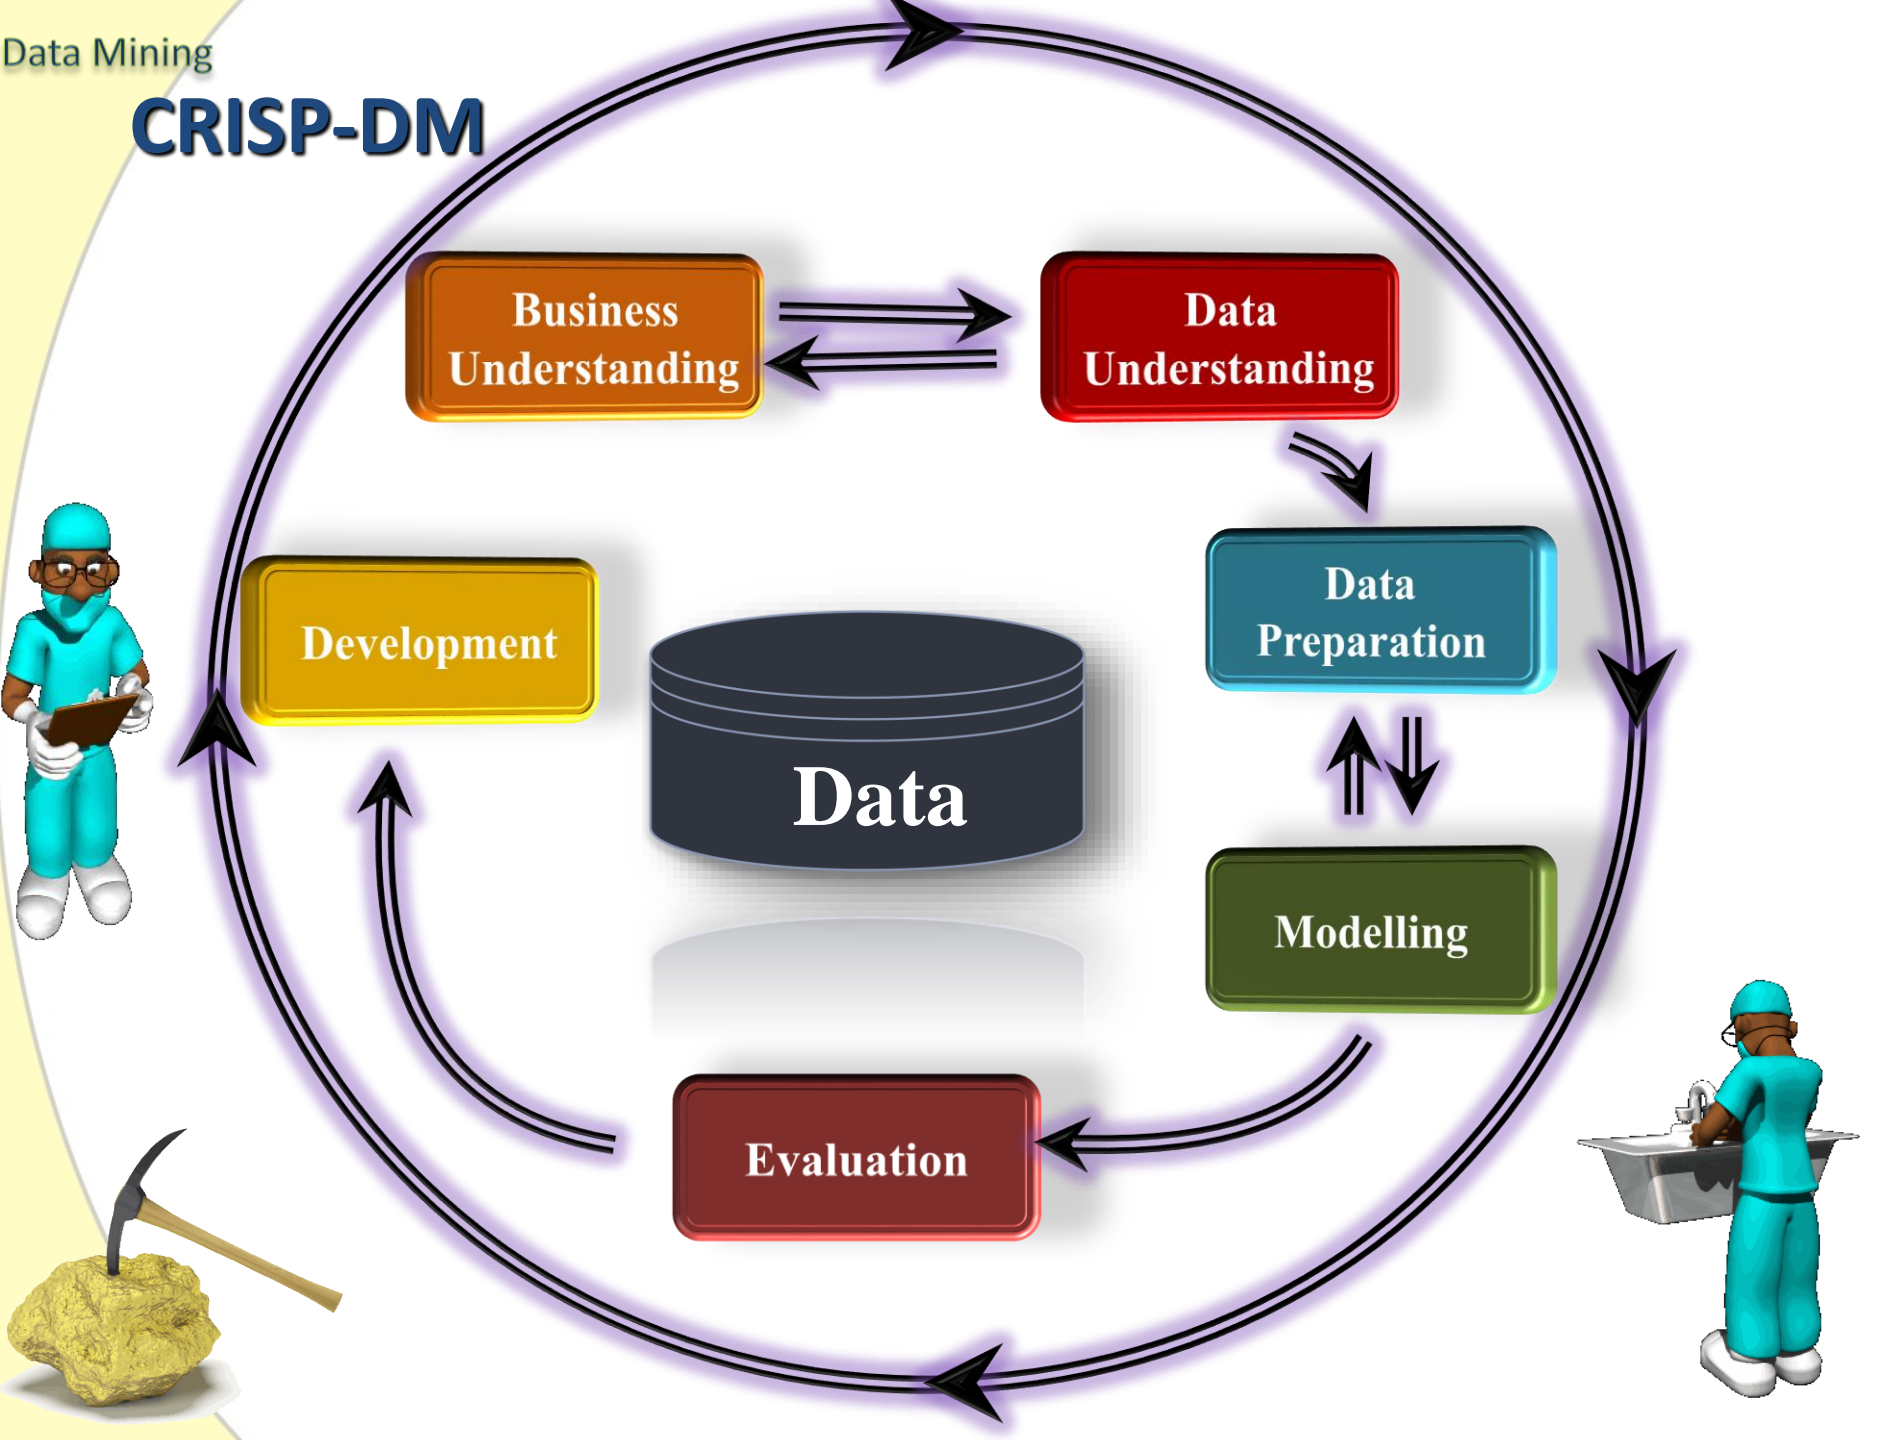 Data Mining
CRISP-DM
Business
Understanding
Data
Understanding
Data
Preparation
Development
Data
Modelling
Evaluation